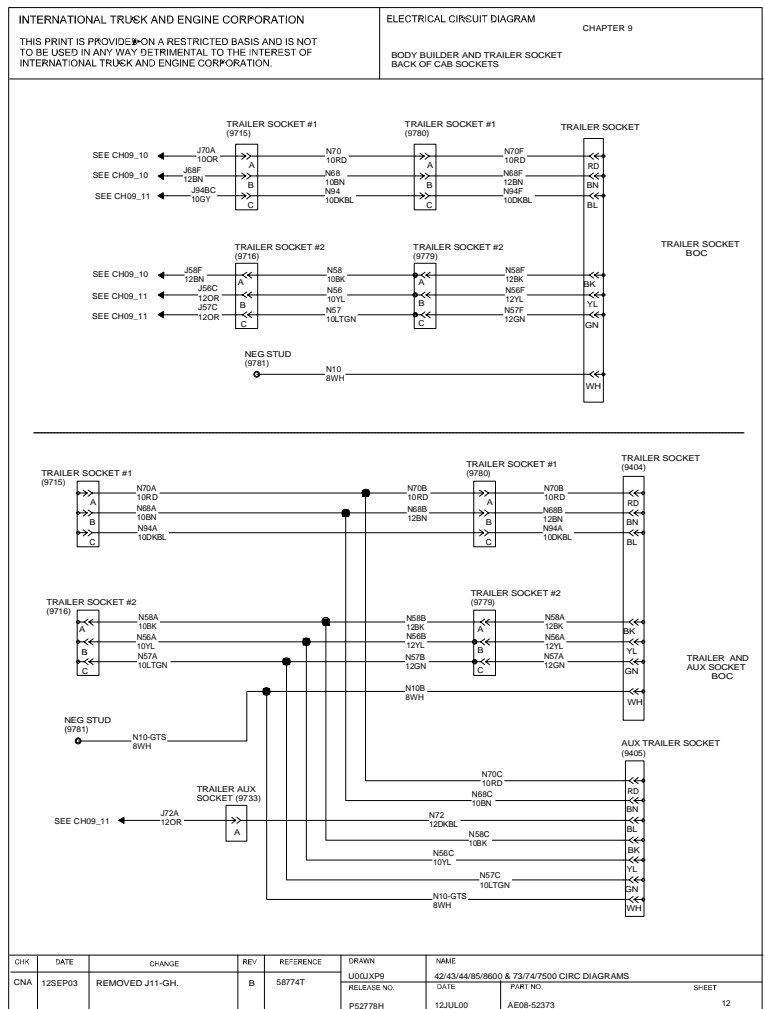 INTERNATIONAL TRUCK AND ENGINE CORPORATION
THIS PRINT IS PROVIDED ON A RESTRICTED BASIS AND IS NOT
TO BE USED IN ANY WAY DETRIMENTAL TO THE INTEREST OF
INTERNATIONAL TRUCK AND ENGINE CORPORATION.
ELECTRICAL CIRCUIT DIAGRAM
CHAPTER 9
BODY BUILDER AND TRAILER SOCKET
BACK OF CAB SOCKETS
TRAILER SOCKET #1
(9715)
TRAILER SOCKET #1
(9780)
TRAILER SOCKET
SEE CH09_10
J70A
10OR
A
N70
10RD
A
N70F
10RD
RD
SEE CH09_10
J68F
12BN
B
N68
10BN
B
N68F
12BN
BN
SEE CH09_11
J94BC
10GY
C
N94
10DKBL
C
N94F
10DKBL
BL
TRAILER SOCKET
BOC
TRAILER SOCKET #2
(9716)
TRAILER SOCKET #2
(9779)
SEE CH09_10
J58F
12BN
A
N58
10BK
A
N58F
12BK
BK
SEE CH09_11
J56C
12OR
B
N56
10YL
B
N56F
12YL
YL
SEE CH09_11
J57C
12OR
C
N57
10LTGN
C
N57F
12GN
GN
NEG STUD
(9781)
N10
8WH
WH
TRAILER SOCKET #1
(9715)
TRAILER SOCKET #1
(9780)
TRAILER SOCKET
(9404)
A
N70A
10RD
N70B
10RD
A
N70B
10RD
RD
B
N68A
10BN
N68B
12BN
B
N68B
12BN
BN
C
N94A
10DKBL
C
N94A
10DKBL
BL
TRAILER SOCKET #2
(9716)
TRAILER SOCKET #2
(9779)
A
N58A
10BK
N58B
12BK
A
N58A
12BK
BK
B
N56A
10YL
N56B
12YL
B
N56A
12YL
YL
C
N57A
10LTGN
N57B
12GN
C
N57A
12GN
GN
TRAILER AND
AUX SOCKET
BOC
N10B
8WH
WH
NEG STUD
(9781)
N10-GTS
8WH
AUX TRAILER SOCKET
(9405)
N70C
10RD
RD
N68C
10BN
BN
TRAILER AUX
SOCKET (9733)
SEE CH09_11
J72A
12OR
A
N72
12DKBL
BL
N58C
10BK
BK
N56C
10YL
YL
N57C
10LTGN
GN
N10-GTS
8WH
WH
CHK DATE CHANGE REV REFERENCE DRAWN NAME
CNA 12SEP03 REMOVED J11-GH. B 58774T U00JXP9 42/43/44/85/8600 & 73/74/7500 CIRC DIAGRAMS
RELEASE NO. DATE PART NO. SHEET
P52778H 12JUL00 AE08-52373 12